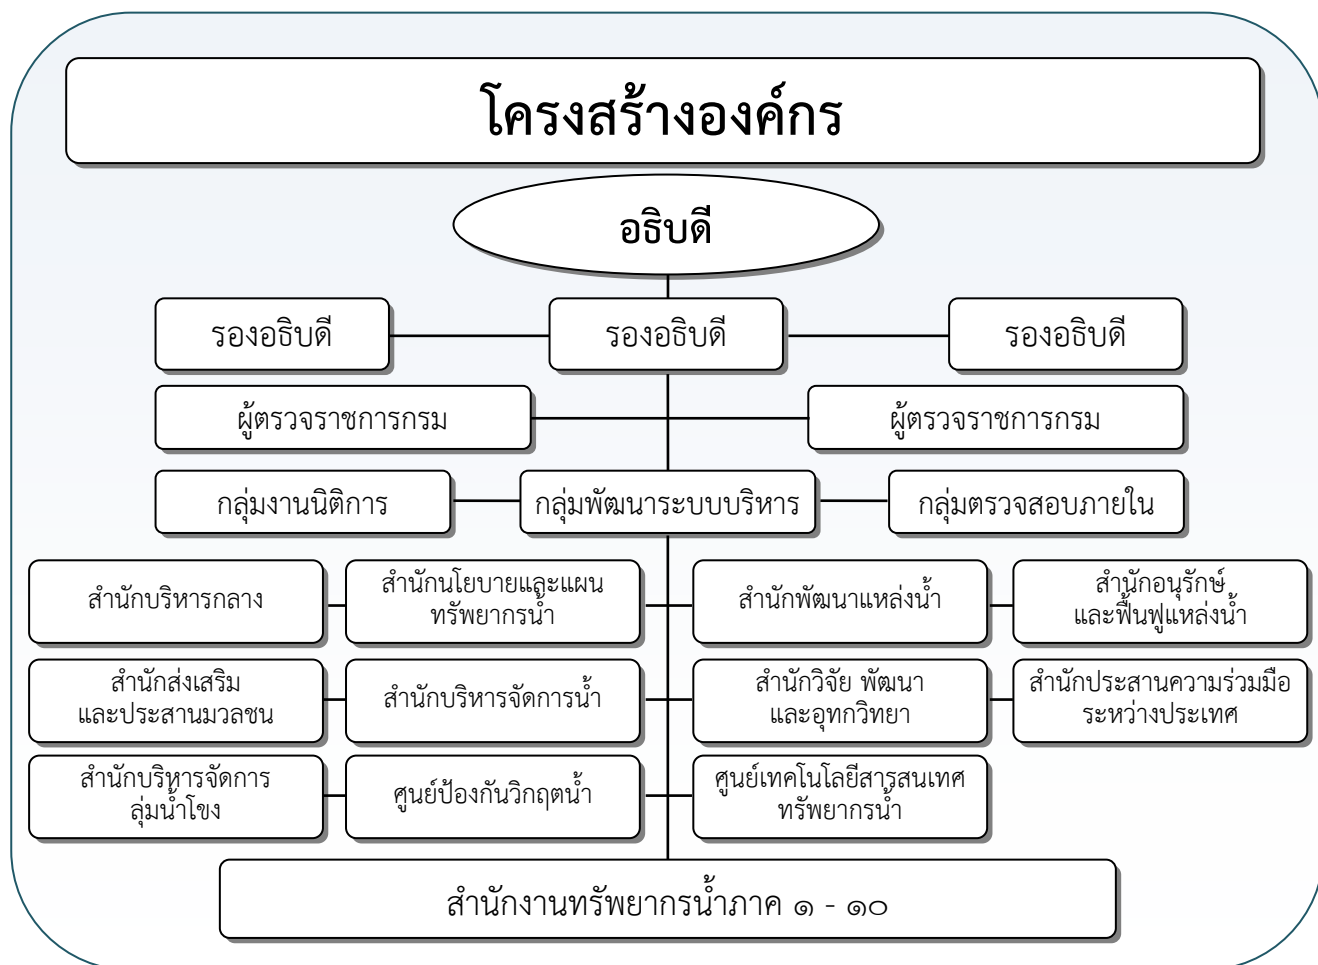 โครงสร้างองค์กร
อธิบดี
รองอธิบดี
รองอธิบดี
รองอธิบดี
ผู้ตรวจราชการกรม
ผู้ตรวจราชการกรม
กลุ่มงานนิติการ
กลุ่มพัฒนาระบบบริหาร
กลุ่มตรวจสอบภายใน
สำนักบริหารกลาง
สำนักนโยบายและแผน
ทรัพยากรน้ำ
สำนักพัฒนาแหล่งน้ำ
สำนักอนุรักษ์
และฟื้นฟูแหล่งน้ำ
สำนักส่งเสริม
และประสานมวลชน
สำนักบริหารจัดการน้ำ
สำนักวิจัย พัฒนา
และอุทกวิทยา
สำนักประสานความร่วมมือ
ระหว่างประเทศ
สำนักบริหารจัดการ
ลุ่มน้ำโขง
ศูนย์ป้องกันวิกฤตน้ำ
ศูนย์เทคโนโลยีสารสนเทศ
ทรัพยากรน้ำ
สำนักงานทรัพยากรน้ำภาค ๑ - ๑๐